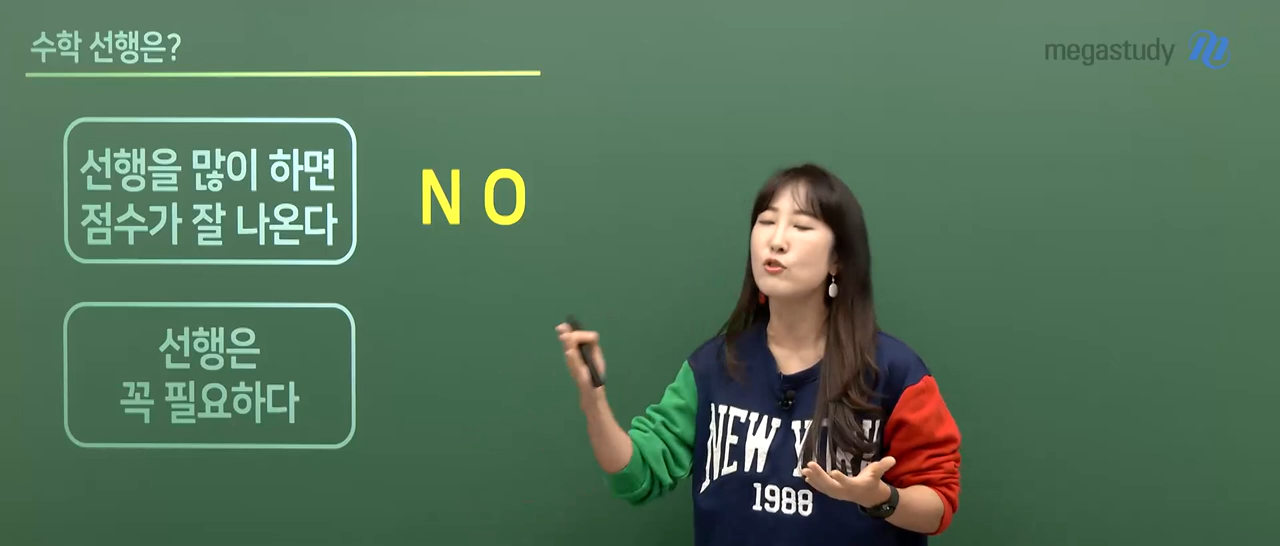 수학 선행은?
megastudy
선행을 많이 하면
점수가 잘 나온다
N O
선행은
꼭 필요하다
NEW YORK
1988